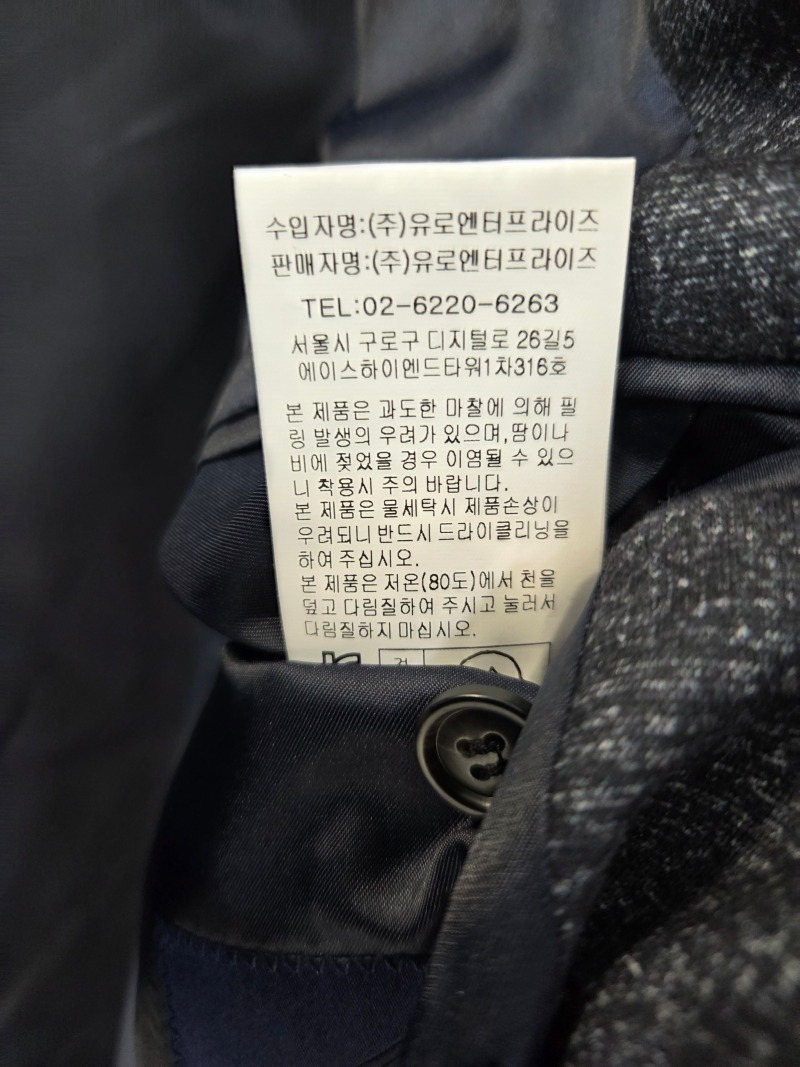 수입자명:(주)유로엔터프라이즈
판매자명:(주)유로엔터프라이즈
TEL:02-6220-6263
서울시 구로구 디지털로 26길5
에이스하이엔드타워1차316호
본 제품은 과도한 마찰에 의해 필
링 발생의 우려가 있으며,땀이나
비에 젖었을 경우 이염될 수 있으
니 착용시 주의 바랍니다.
본 제품은 물세탁시 제품손상이
우려되니 반드시 드라이클리닝을
하여 주십시오.
본 제품은 저온(80도)에서 천을
덮고 다림질하여 주시고 눌러서
다림질하지 마십시오.